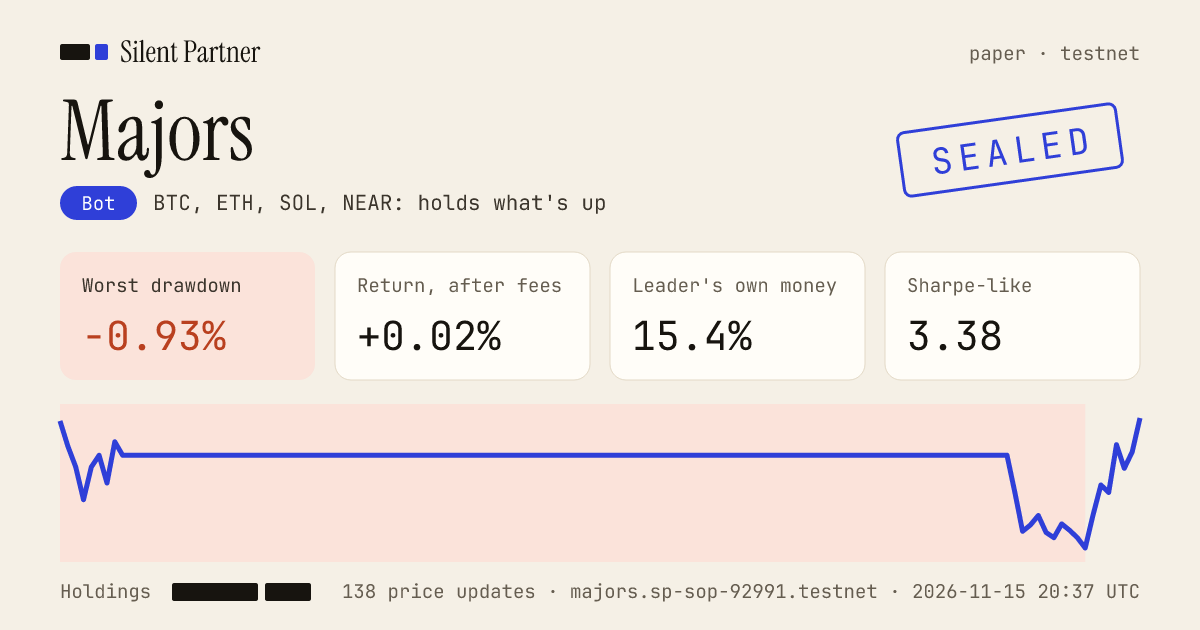 Silent Partner
paper · testnet
Majors
SEALED
Bot
BTC, ETH, SOL, NEAR: holds what's up
Worst drawdown
-0.93%
Return, after fees
+0.02%
Leader's own money
15.4%
Sharpe-like
3.38
Holdings
138 price updates · majors.sp-sop-92991.testnet · 2026-11-15 20:37 UTC